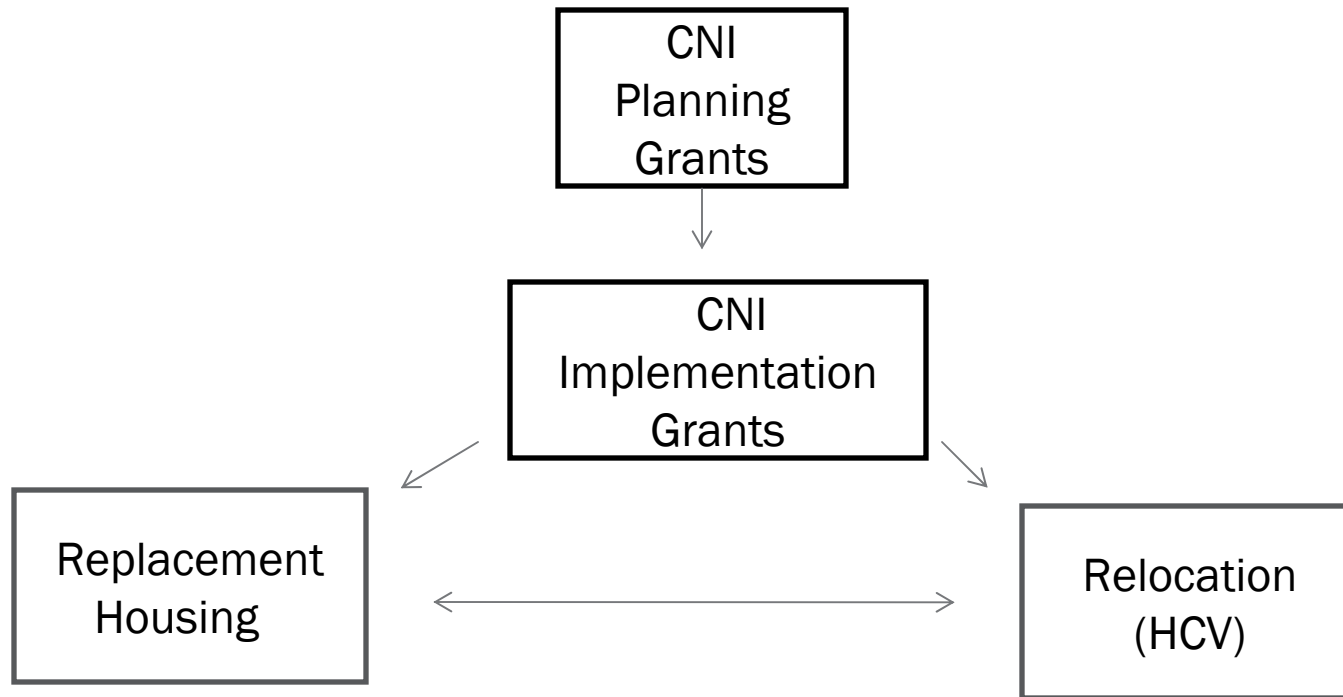 CNI
Planning
Grants
CNI
Implementation
Grants
Replacement
Housing
Relocation
(HCV)